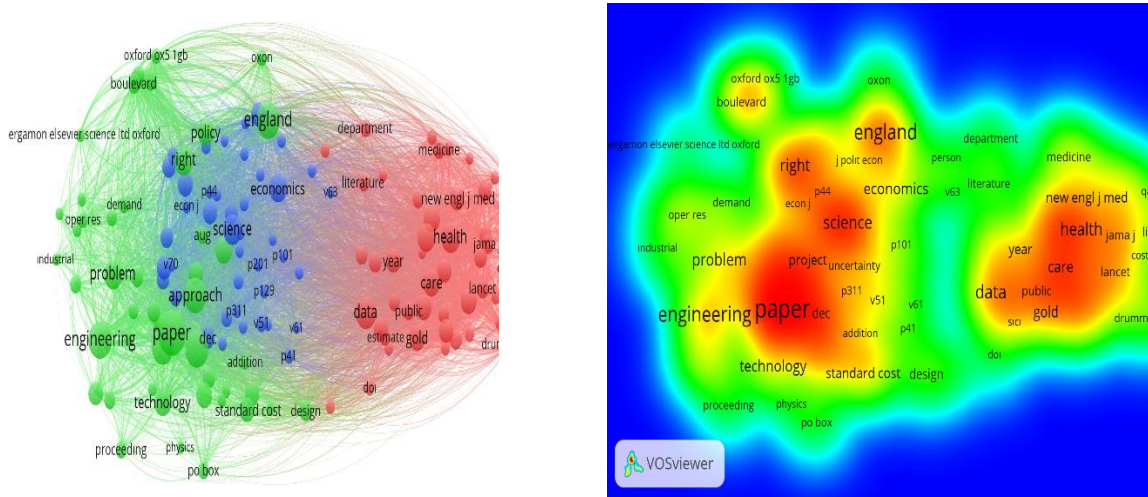 oxford ox5 1gb
oxon
boulevard
england
ergamon elsevier science ltd oxford
policy
department
medicine
right
economics
literature
p44
v63
new engl j med
demand
econ j
oper res
aug
science
health
industrial
year
jama j
v70
p201
p101
problem
approach
care
lancet
p129
data
public
p311
engineering
paper
v51
v61
estimate
gold
drumm
dec
p41
addition
doi
technology
standard cost
design
proceeding
physics
po box
oxford ox5 1gb
oxon
boulevard
england
ergamon elsevier science ltd oxford
department
person
medicine
right
j polit econ
economics
literature
p44
v63
new engl j med
demand
econ j
oper res
science
health
jama j
li
industrial
p101
year
cost
problem
project
uncertainty
care
lancet
p311
data
public
engineering
paper
dec
v51
v61
gold
sici
drumm
addition
p41
doi
technology
standard cost
design
proceeding
physics
po box
VOSviewer